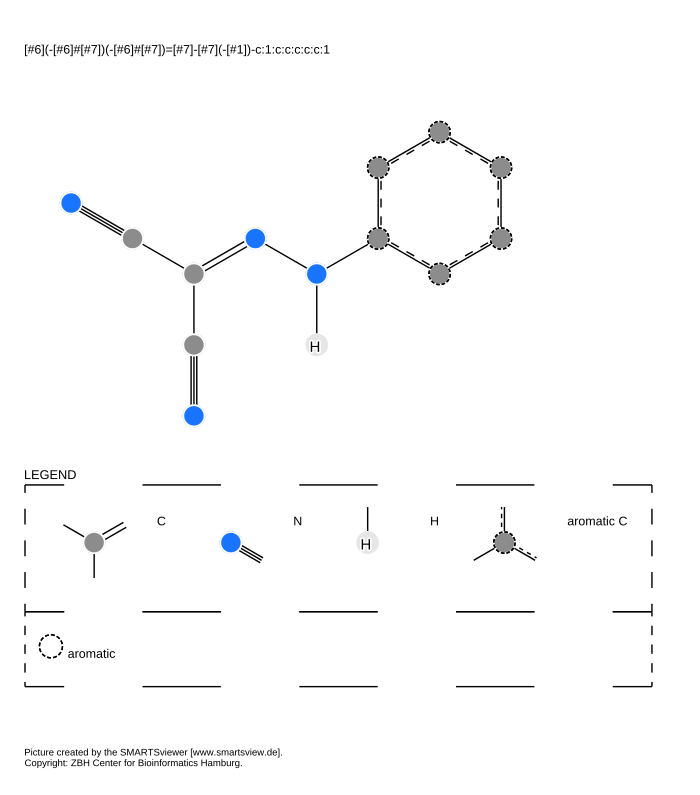 [#6](-[#6]#[#7])(-[#6]#[#7])=[#7]-[#7](-[#1])-c:1:c:c:c:c:c:1
H
LEGEND
C
N
H
H
aromatic C
aromatic
Picture created by the SMARTSviewer [www.smartsview.de].
Copyright: ZBH Center for Bioinformatics Hamburg.